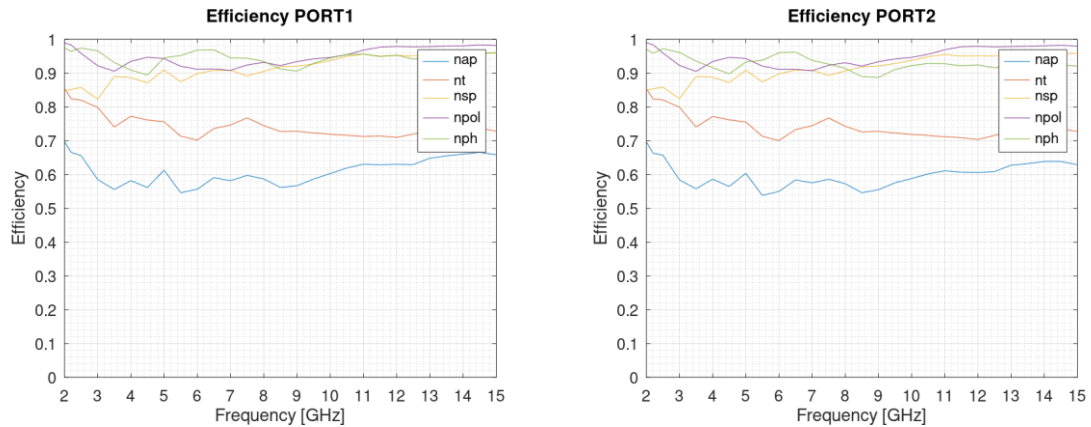 Efficiency PORT1
1
0.9
0.8
0.7
0.6
0.5
0.4
0.3
0.2
0.1
0
Efficiency
2 3 4 5 6 7 8 9 10 11 12 13 14 15
Frequency [GHz]
nap
nt
nsp
npol
nph
Efficiency PORT2
1
0.9
0.8
0.7
0.6
0.5
0.4
0.3
0.2
0.1
0
Efficiency
2 3 4 5 6 7 8 9 10 11 12 13 14 15
Frequency [GHz]
nap
nt
nsp
npol
nph